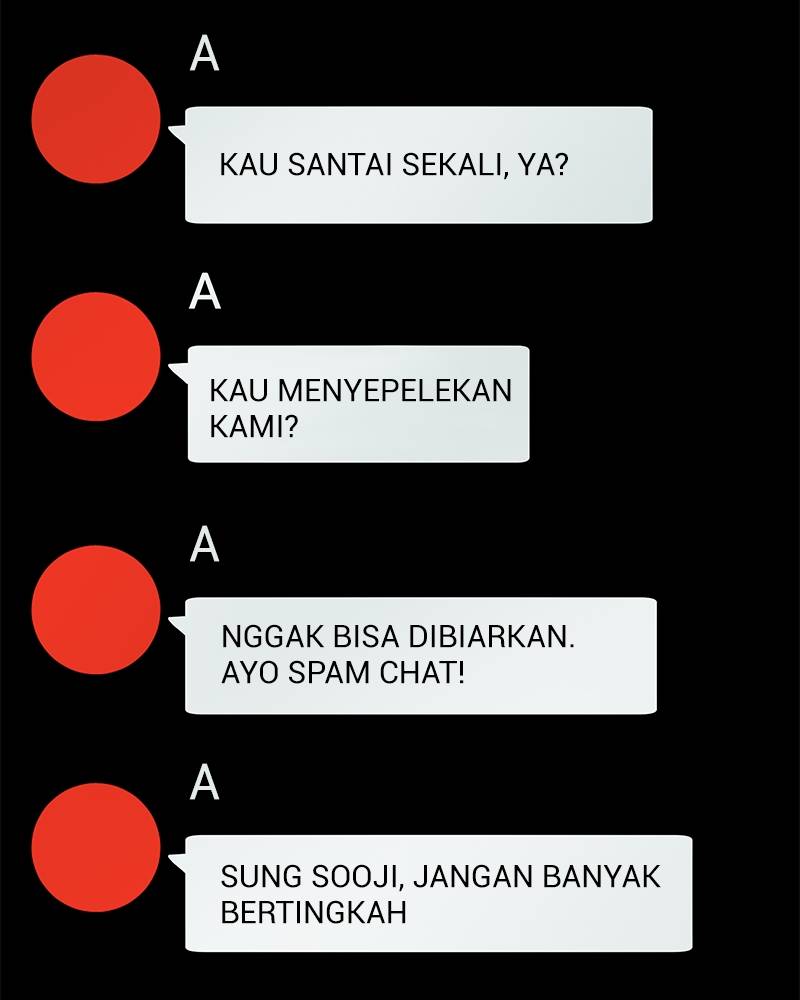 A
KAU SANTAI SEKALI, YA?
A
KAU MENYEPELEKAN
KAMI?
A
NGGAK BISA DIBIARKAN.
AYO SPAM CHAT!
A
SUNG SOOJI, JANGAN BANYAK
BERTINGKAH